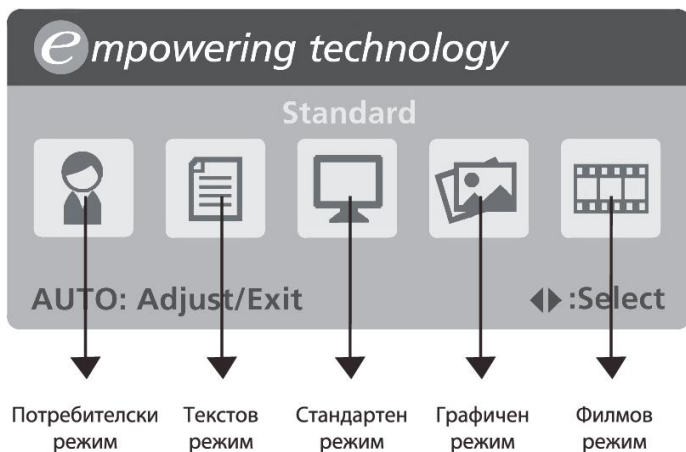 empowering technology
Standard
AUTO: Adjust/Exit ◀▶ :Select
Потребителски режим
Текстов режим
Стандартен режим
Графичен режим
Филмов режим